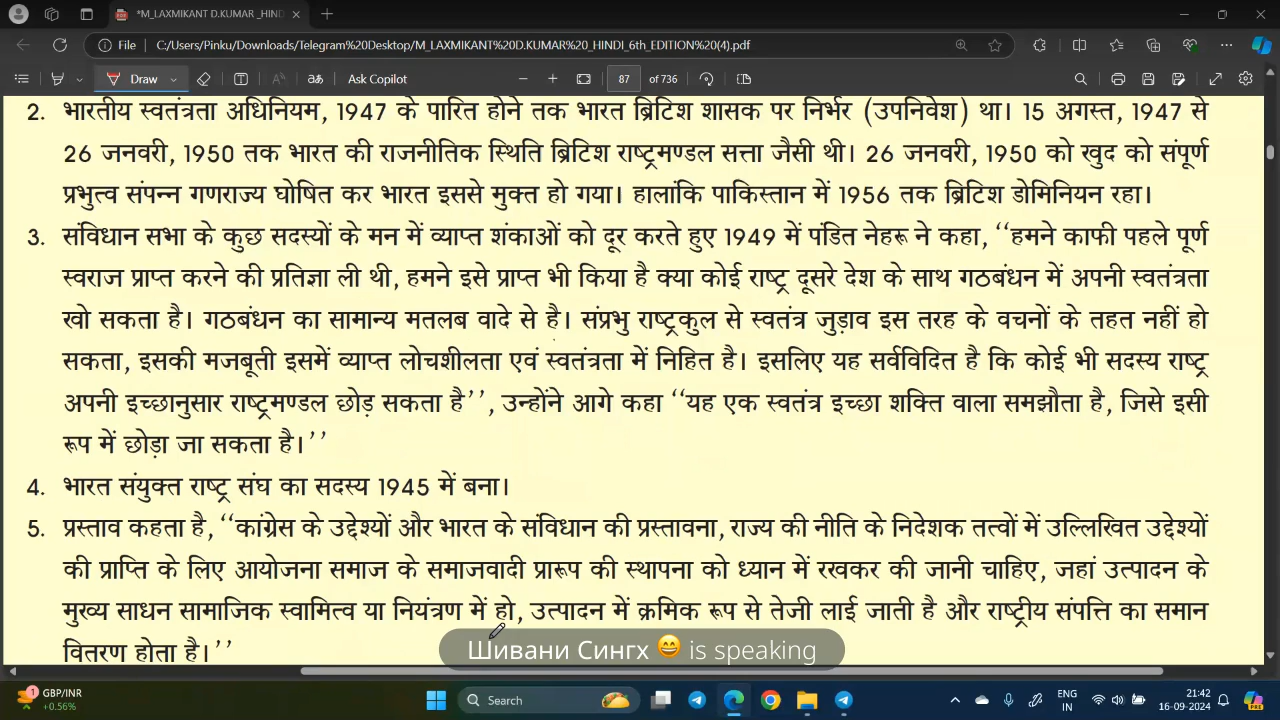 *M_LAXMIKANT D.KUMAR _HIND
File C:/Users/Pinku/Downloads/Telegram%20Desktop/M_LAXMIKANT%20D.KUMAR%20_HINDI_6th_EDITION%20(4).pdf
Draw Ask Copilot 87 of 736
2. भारतीय स्वतंत्रता अधिनियम, 1947 के पारित होने तक भारत ब्रिटिश शासक पर निर्भर (उपनिवेश) था। 15 अगस्त, 1947 से
26 जनवरी, 1950 तक भारत की राजनीतिक स्थिति ब्रिटिश राष्ट्रमण्डल सत्ता जैसी थी। 26 जनवरी, 1950 को खुद को संपूर्ण
प्रभुत्व संपन्न गणराज्य घोषित कर भारत इससे मुक्त हो गया। हालांकि पाकिस्तान में 1956 तक ब्रिटिश डोमिनियन रहा।
3. संविधान सभा के कुछ सदस्यों के मन में व्याप्त शंकाओं को दूर करते हुए 1949 में पंडित नेहरू ने कहा, ‘‘हमने काफी पहले पूर्ण
स्वराज प्राप्त करने की प्रतिज्ञा ली थी, हमने इसे प्राप्त भी किया है क्या कोई राष्ट्र दूसरे देश के साथ गठबंधन में अपनी स्वतंत्रता
खो सकता है। गठबंधन का सामान्य मतलब वादे से है। संप्रभु राष्ट्रकुल से स्वतंत्र जुड़ाव इस तरह के वचनों के तहत नहीं हो
सकता, इसकी मजबूती इसमें व्याप्त लोचशीलता एवं स्वतंत्रता में निहित है। इसलिए यह सर्वविदित है कि कोई भी सदस्य राष्ट्र
अपनी इच्छानुसार राष्ट्रमण्डल छोड़ सकता है’’, उन्होंने आगे कहा ‘‘यह एक स्वतंत्र इच्छा शक्ति वाला समझौता है, जिसे इसी
रूप में छोड़ा जा सकता है।’’
4. भारत संयुक्त राष्ट्र संघ का सदस्य 1945 में बना।
5. प्रस्ताव कहता है, ‘‘कांग्रेस के उद्देश्यों और भारत के संविधान की प्रस्तावना, राज्य की नीति के निदेशक तत्वों में उल्लिखित उद्देश्यों
की प्राप्ति के लिए आयोजना समाज के समाजवादी प्रारूप की स्थापना को ध्यान में रखकर की जानी चाहिए, जहां उत्पादन के
मुख्य साधन सामाजिक स्वामित्व या नियंत्रण में हो, उत्पादन में क्रमिक रूप से तेजी लाई जाती है और राष्ट्रीय संपत्ति का समान
वितरण होता है।’’
Шивани Сингх 😄 is speaking
1 GBP/INR
+0.56%
Search
ENG
IN
21:42
16-09-2024